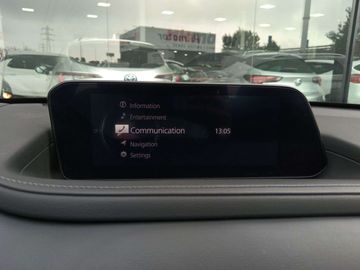 Information
Entertainment
Communication 13:05
Navigation
Settings